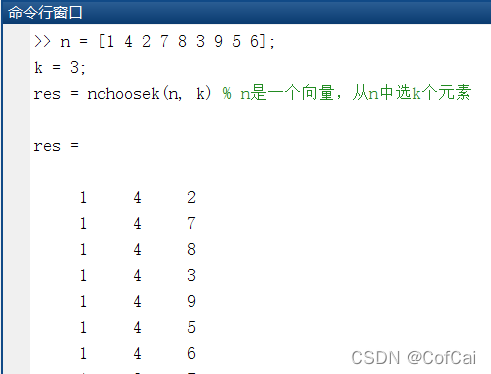 命令行窗口
>> n = [1 4 2 7 8 3 9 5 6];
k = 3;
res = nchoosek(n, k) % n是一个向量，从n中选k个元素
res =
1 4 2
1 4 7
1 4 8
1 4 3
1 4 9
1 4 5
1 4 6
CSDN @CofCai